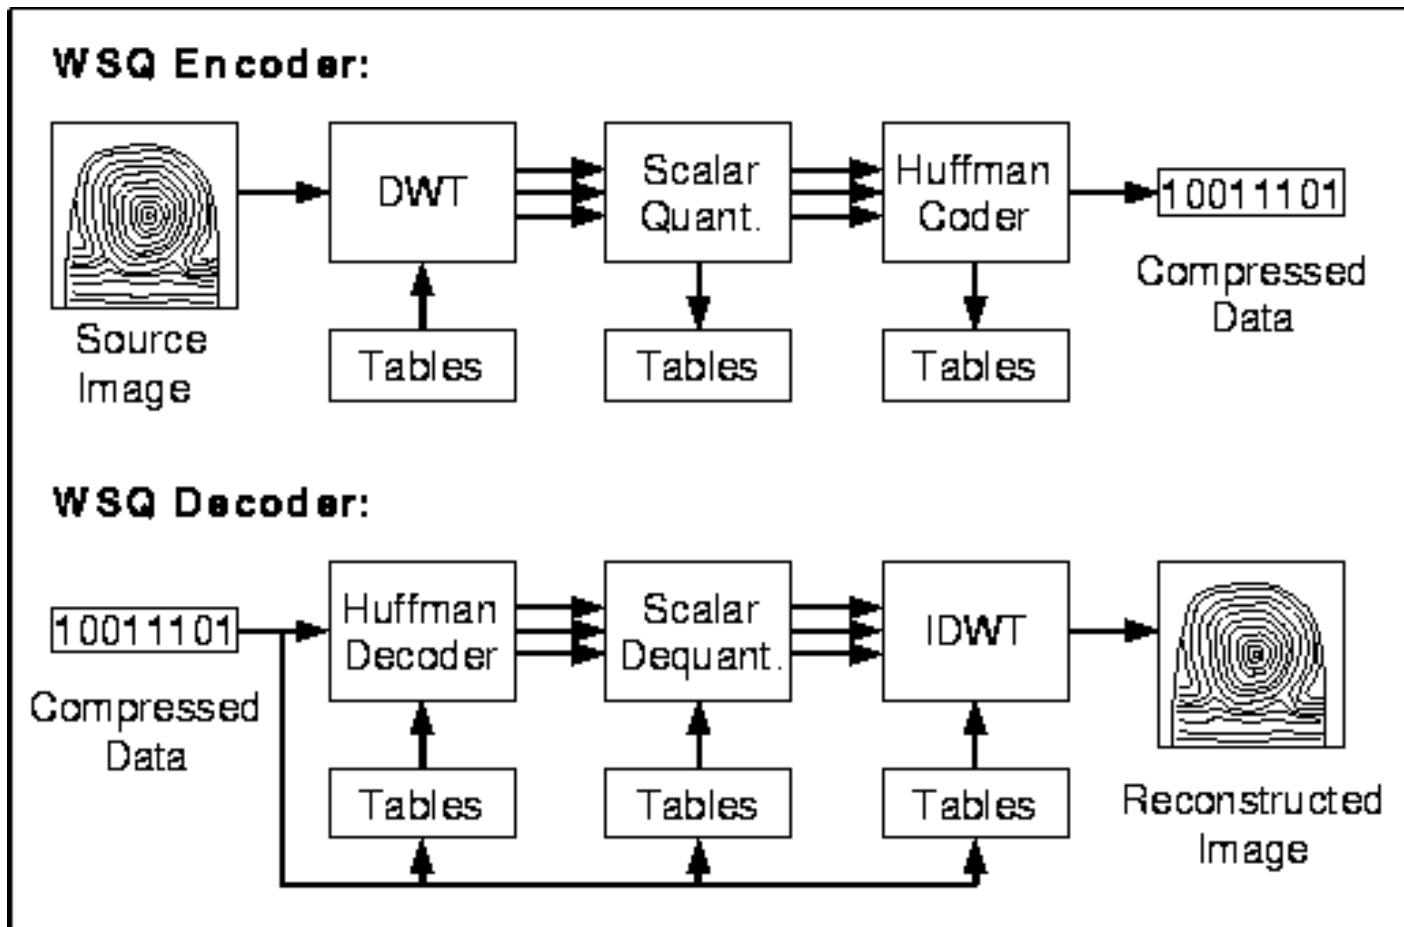 WSQ Encoder:
DWT
Scalar
Quant.
Huffman
Coder
10011101
Compressed
Data
Source
Image
Tables
Tables
Tables
WSQ Decoder:
10011101
Compressed
Data
Huffman
Decoder
Scalar
Dequant.
IDWT
Tables
Tables
Tables
Reconstructed
Image